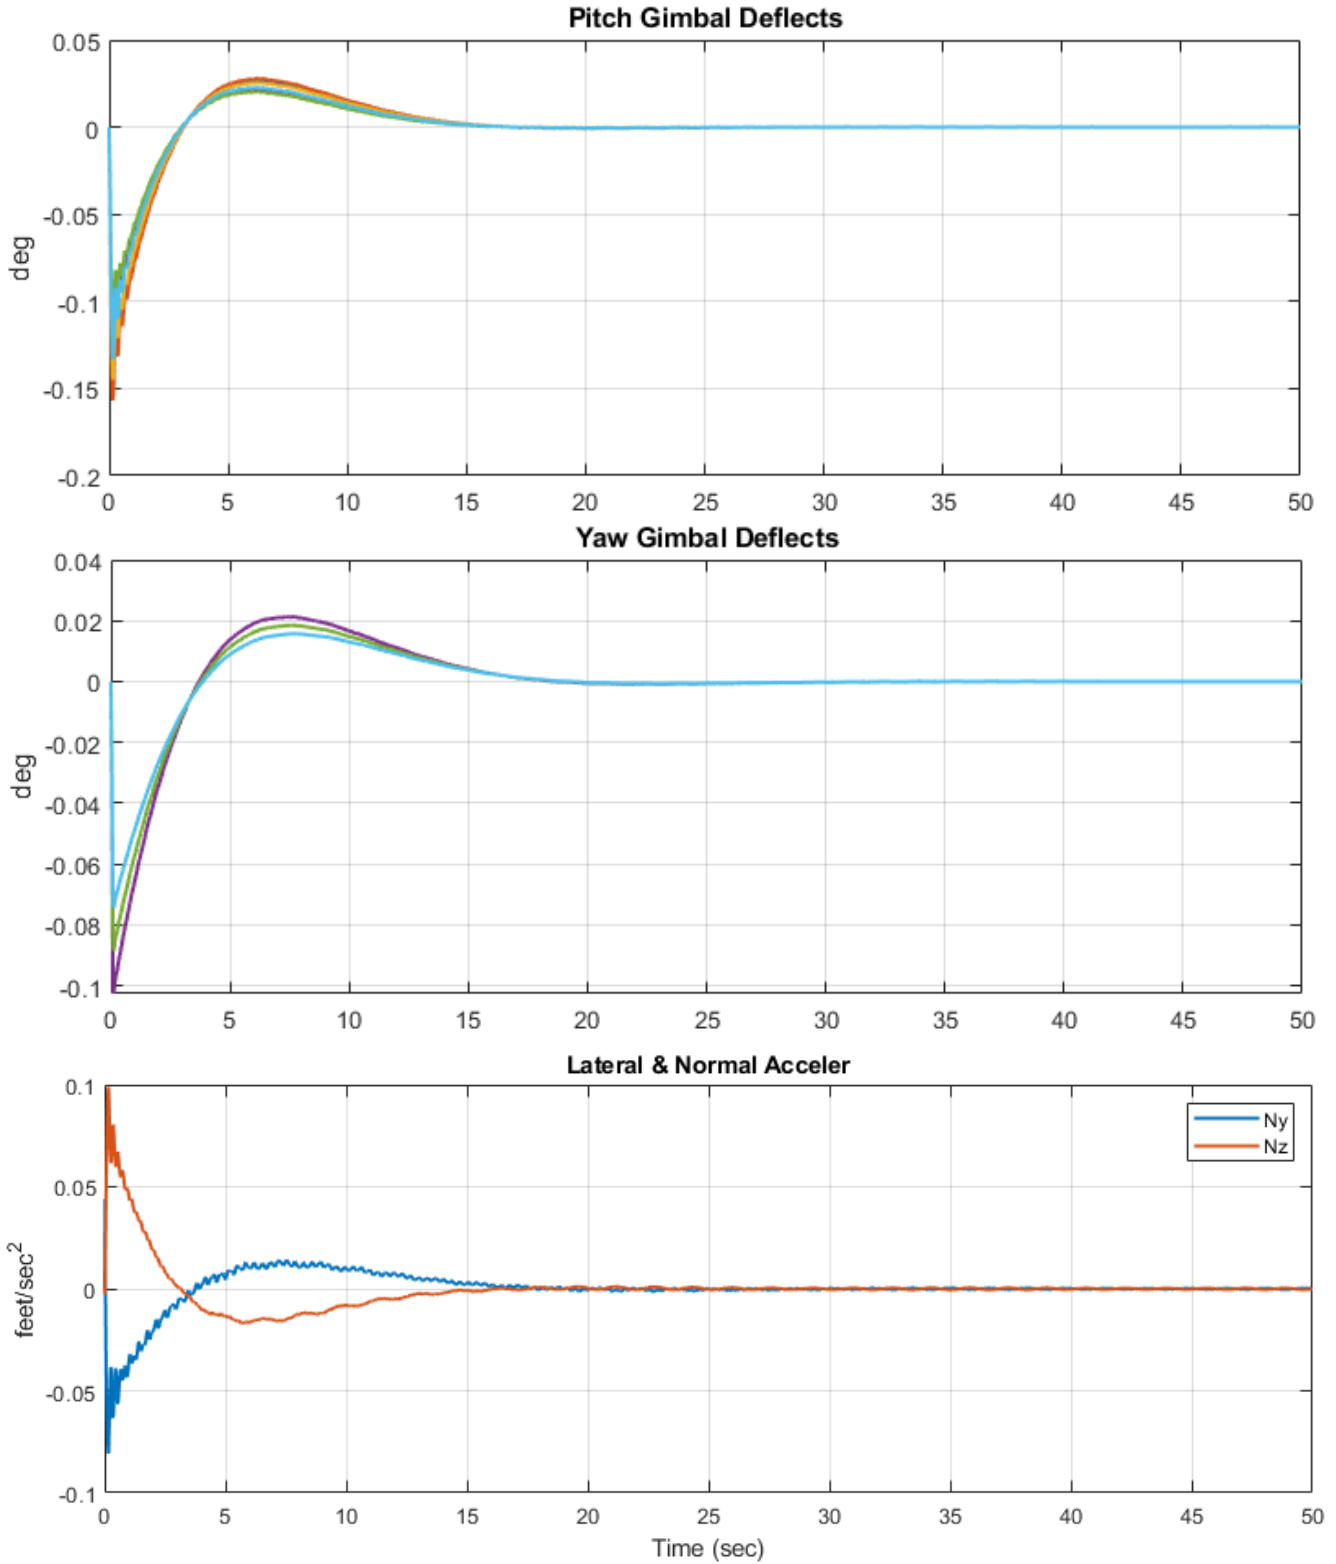 Pitch Gimbal Deflects
0.05
0
-0.05
-0.1
-0.15
-0.2
deg
0 5 10 15 20 25 30 35 40 45 50
Yaw Gimbal Deflects
0.04
0.02
0
-0.02
-0.04
-0.06
-0.08
-0.1
deg
0 5 10 15 20 25 30 35 40 45 50
Lateral & Normal Acceler
0.1
0.05
0
-0.05
-0.1
feet/sec²
Ny
Nz
0 5 10 15 20 25 30 35 40 45 50
Time (sec)